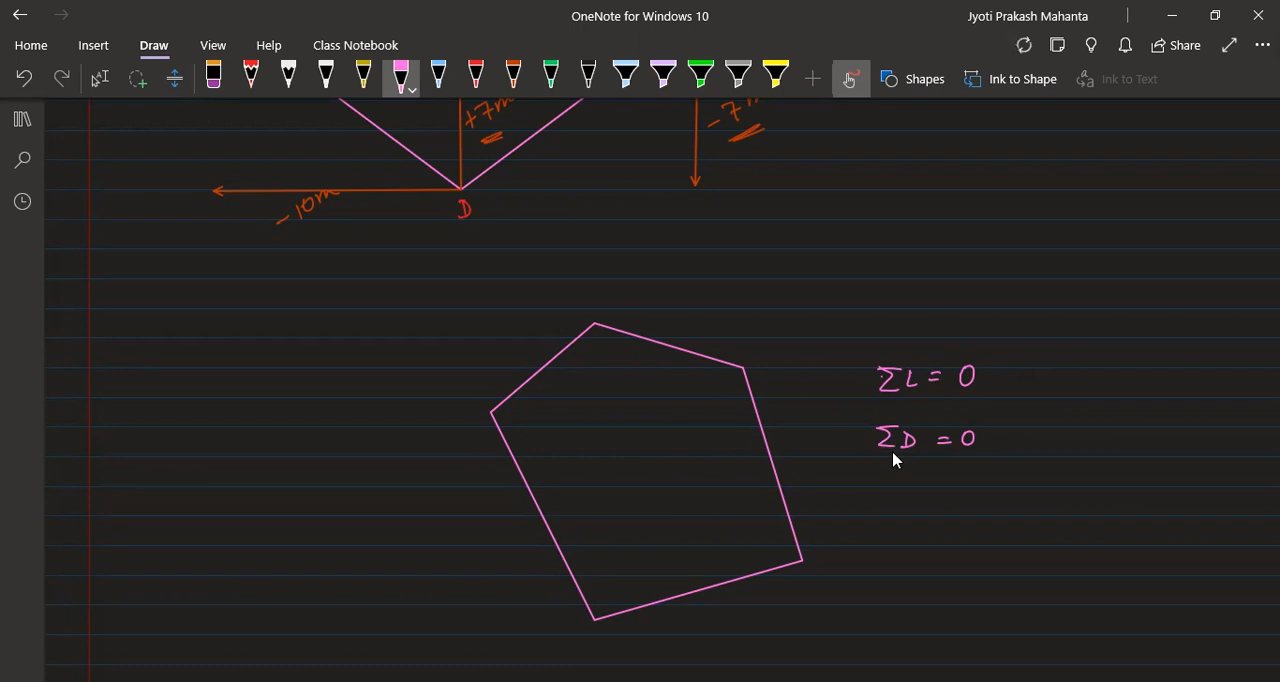 OneNote for Windows 10
Jyoti Prakash Mahanta
Home Insert Draw View Help Class Notebook
Share
Shapes Ink to Shape Ink to Text
+7m
-7
-10m
D
ΣL = 0
ΣD = 0